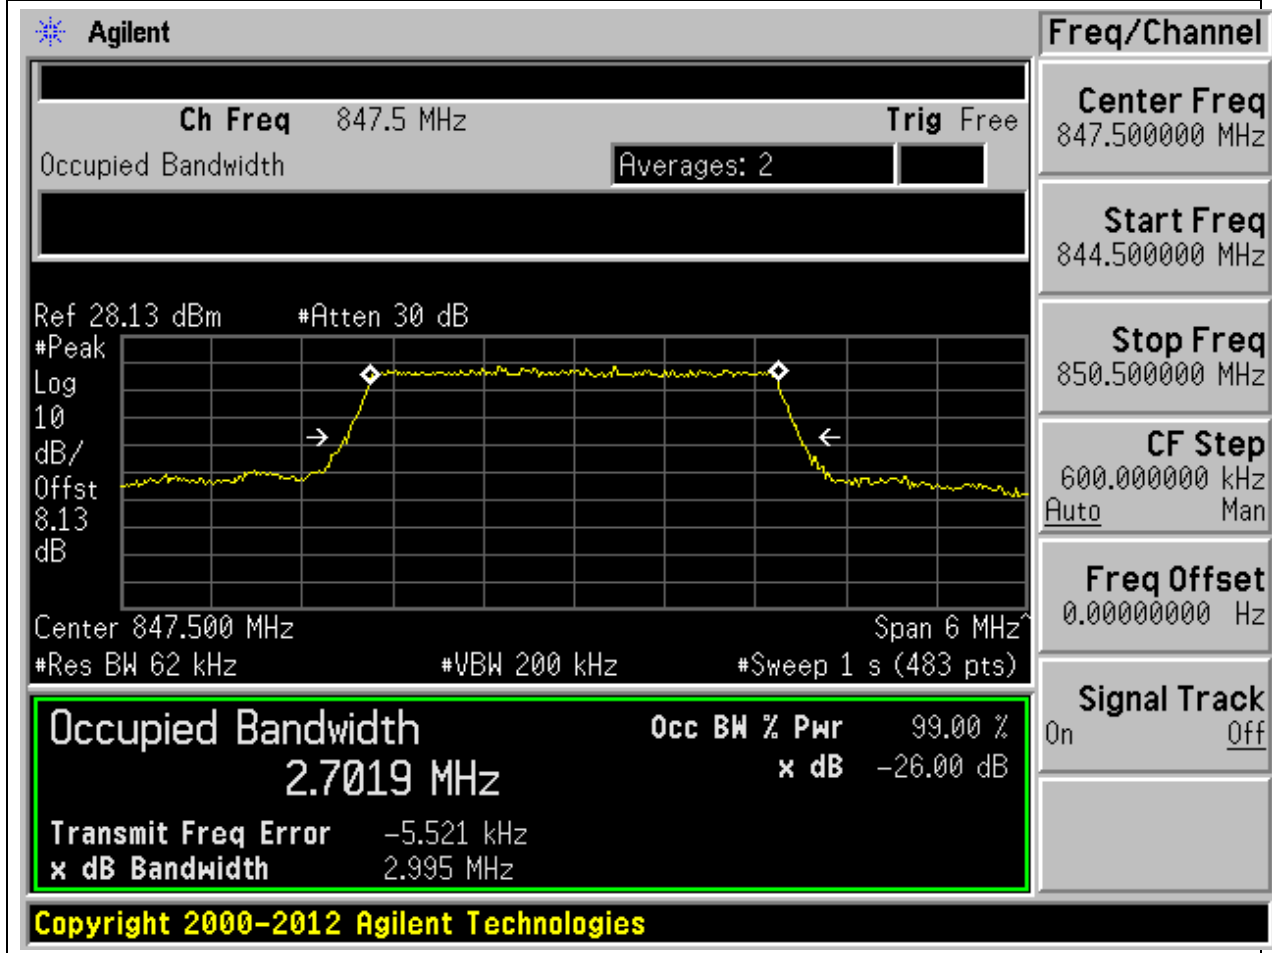 Agilent
Freq/Channel
Ch Freq 847.5 MHz Trig Free
Occupied Bandwidth Averages: 2
Center Freq
847.500000 MHz
Start Freq
844.500000 MHz
Stop Freq
850.500000 MHz
CF Step
600.000000 kHz
Auto Man
Freq Offset
0.00000000 Hz
Signal Track
On Off
Ref 28.13 dBm #Atten 30 dB
#Peak
Log
10
dB/
Offst
8.13
dB
Center 847.500 MHz Span 6 MHz^
#Res BW 62 kHz #VBW 200 kHz #Sweep 1 s (483 pts)
Occupied Bandwidth
2.7019 MHz
Occ BW % Pwr 99.00 %
x dB -26.00 dB
Transmit Freq Error -5.521 kHz
x dB Bandwidth 2.995 MHz
Copyright 2000-2012 Agilent Technologies